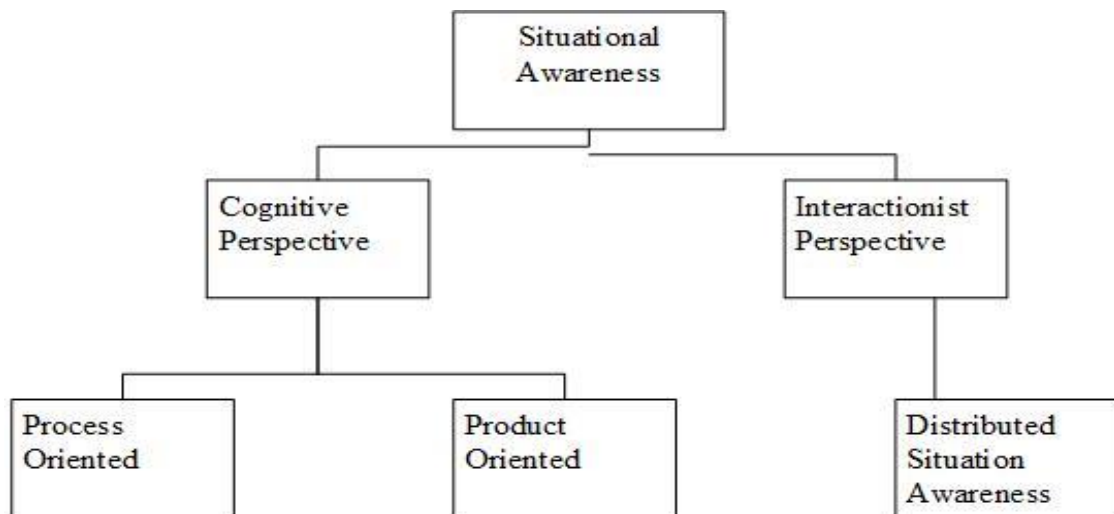 Situational
Awareness
Cognitive
Perspective
Interactionist
Perspective
Process
Oriented
Product
Oriented
Distributed
Situation
Awareness